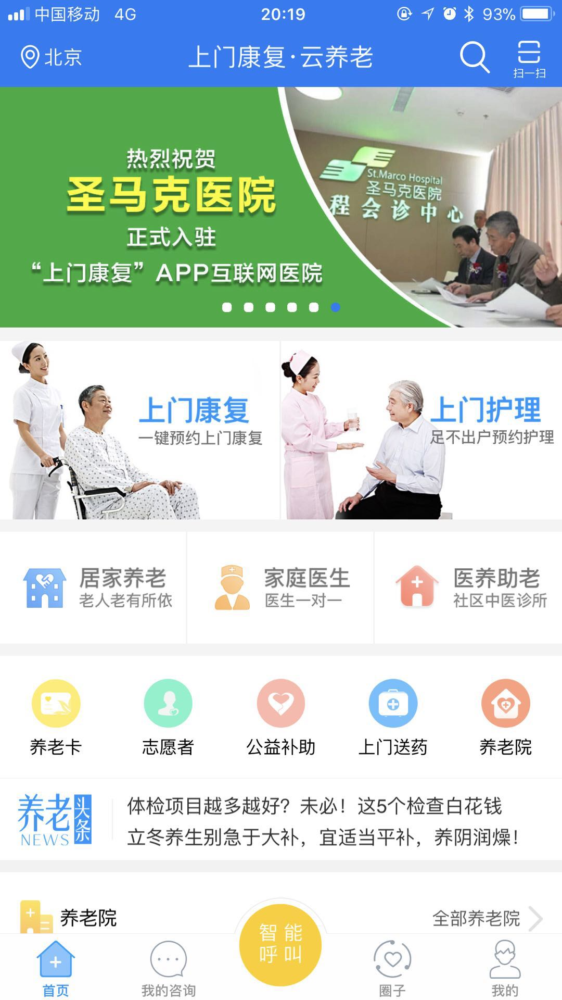 中国移动 4G 20:19 93%
北京 上门康复·云养老
扫一扫
热烈祝贺
圣马克医院
正式入驻
“上门康复”APP互联网医院
St.Marco Hospital
圣马克医院
程会诊中心
上门康复
一键预约上门康复
上门护理
足不出户预约护理
居家养老
老人老有所依
家庭医生
医生一对一
医养助老
社区中医诊所
养老卡 志愿者 公益补助 上门送药 养老院
养老头条
NEWS
体检项目越多越好？未必！这5个检查白花钱
立冬养生别急于大补，宜适当平补，养阴润燥！
养老院 全部养老院
智能
呼叫
首页 我的咨询 圈子 我的